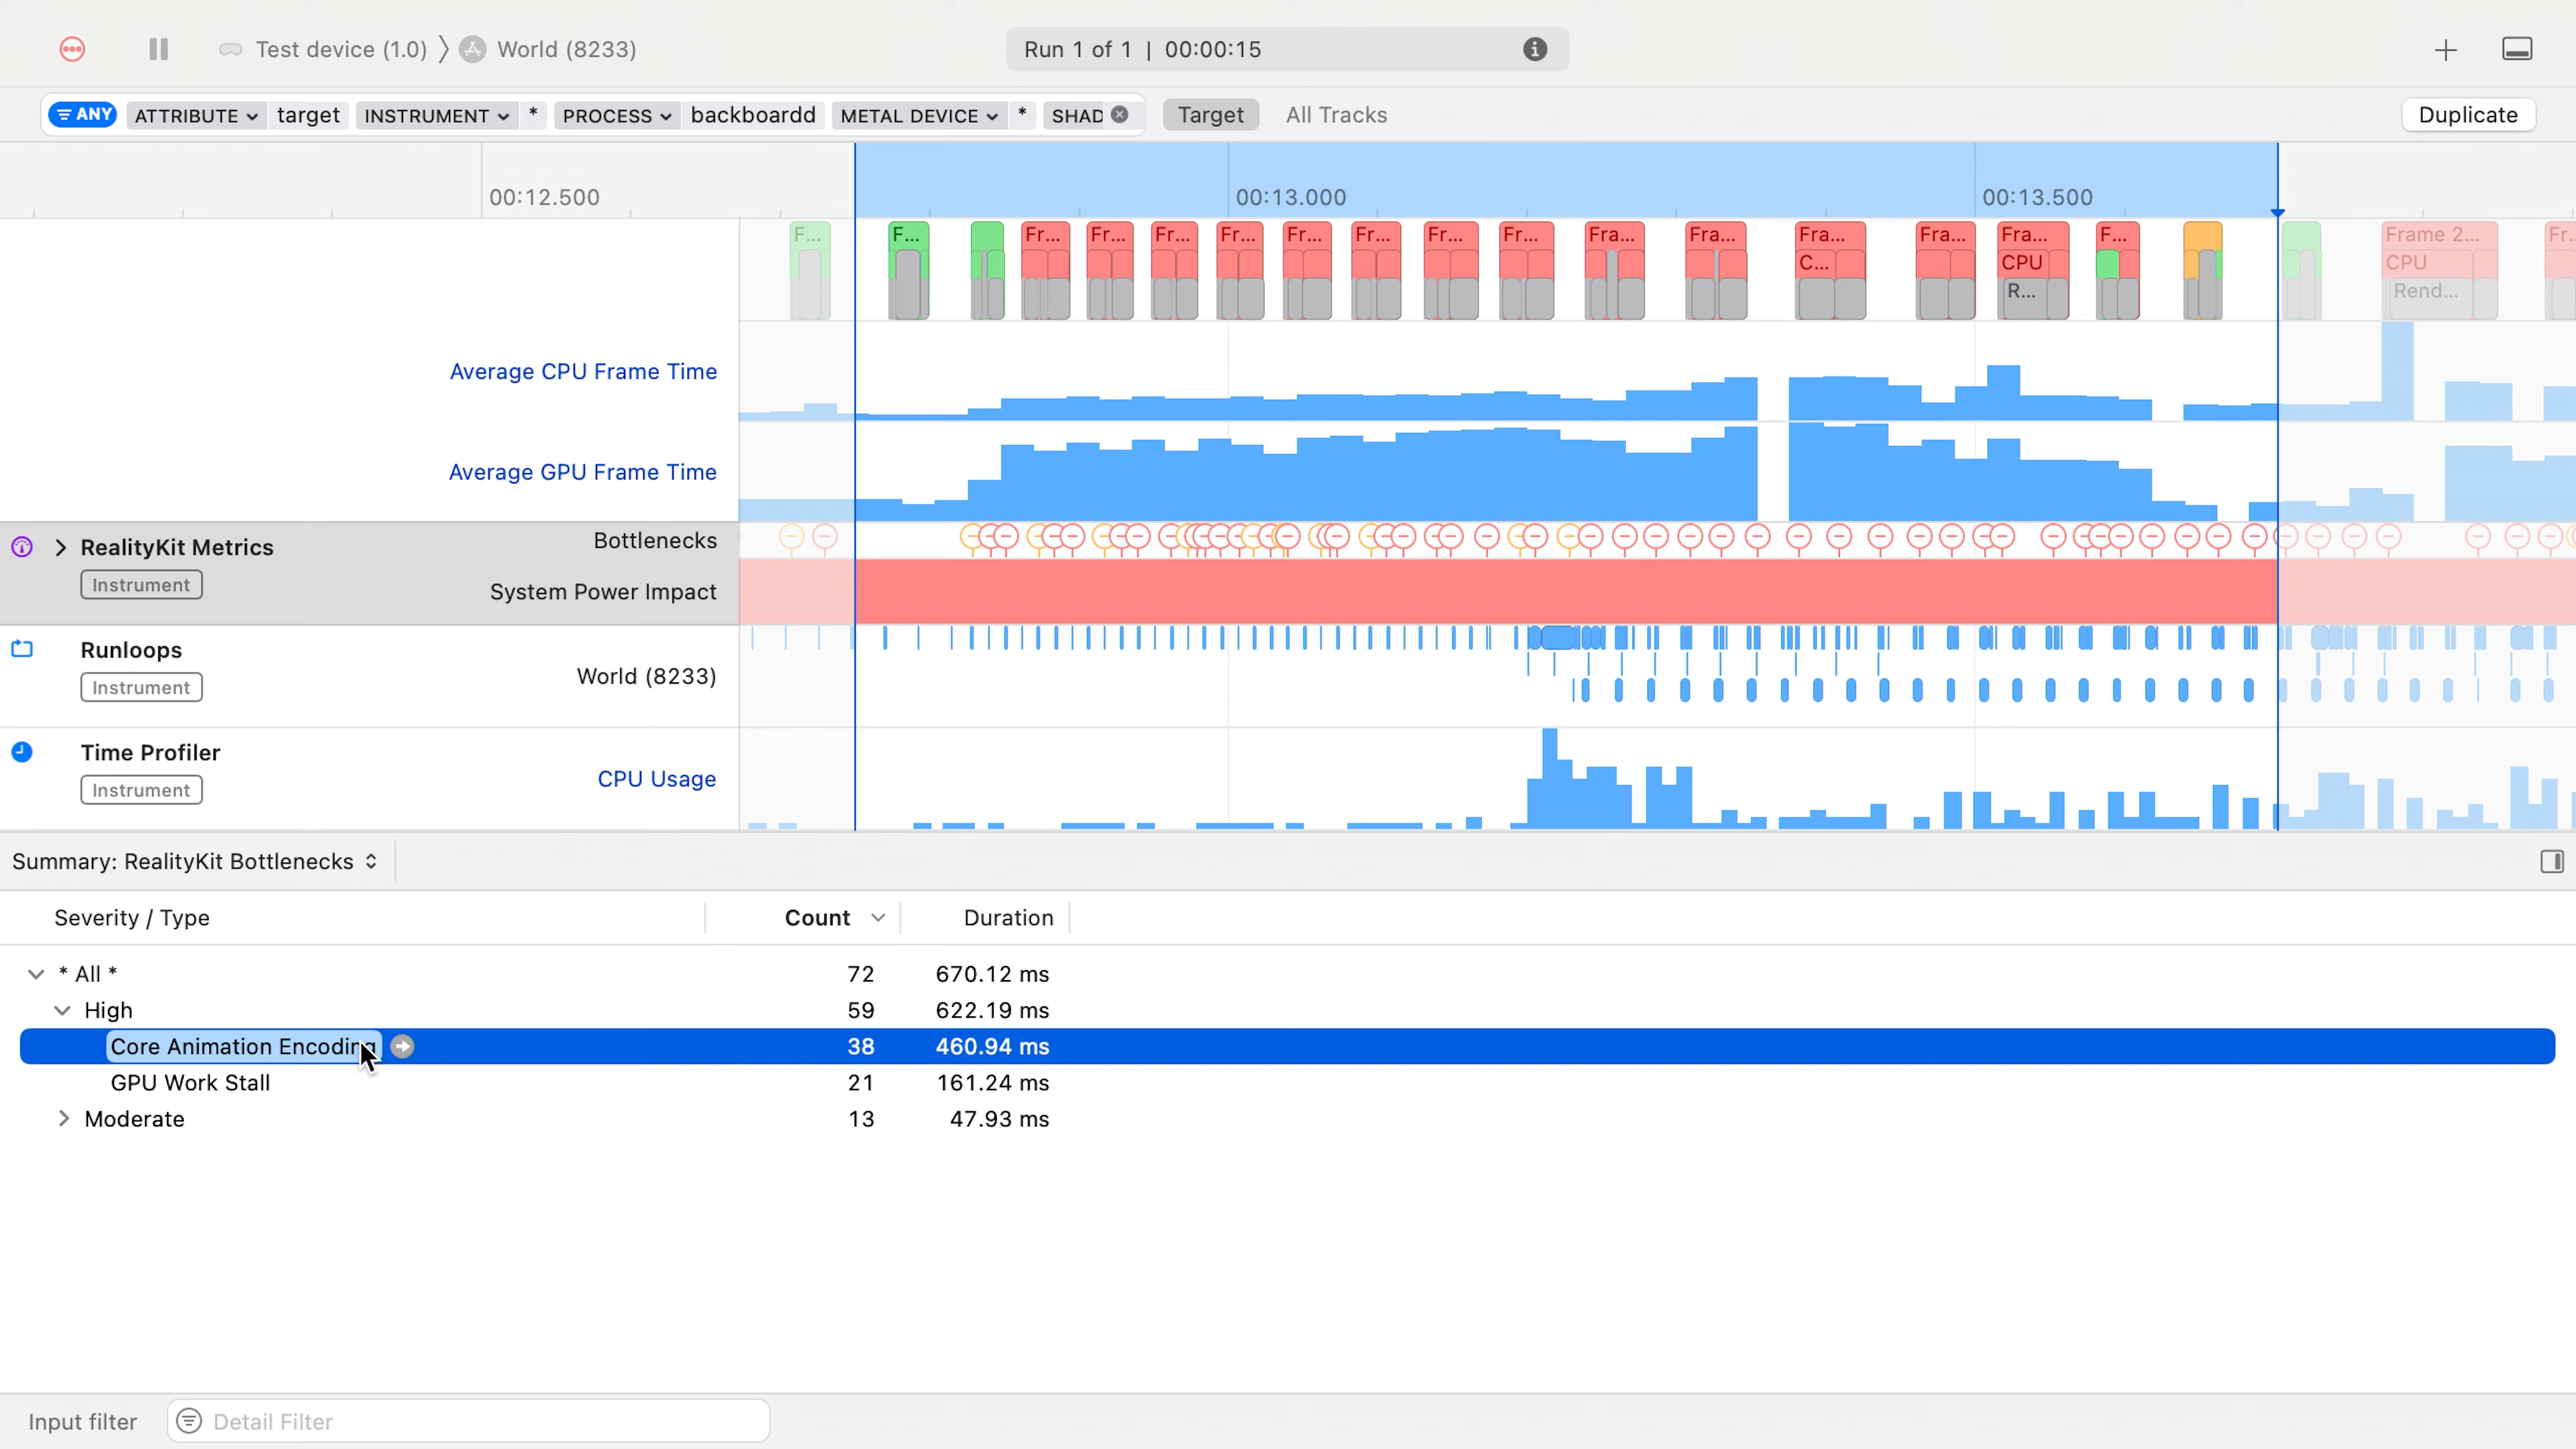 Test device (1.0) World (8233)
Run 1 of 1 | 00:00:15
ANY ATTRIBUTE target INSTRUMENT * PROCESS backboardd METAL DEVICE * SHAD Target All Tracks Duplicate
00:12.500 00:13.000 00:13.500
F... F... Fr... Fr... Fr... Fr... Fr... Fr... Fr... Fr... Fra... Fra... Fra... Fra... Fra... F... Frame 2... Fr.
C... CPU CPU
R... Rend...
Average CPU Frame Time
Average GPU Frame Time
RealityKit Metrics
Instrument
Bottlenecks
System Power Impact
Runloops
Instrument
World (8233)
Time Profiler
Instrument
CPU Usage
Summary: RealityKit Bottlenecks
Severity / Type Count Duration
* All * 72 670.12 ms
High 59 622.19 ms
Core Animation Encoding 38 460.94 ms
GPU Work Stall 21 161.24 ms
Moderate 13 47.93 ms
Input filter Detail Filter